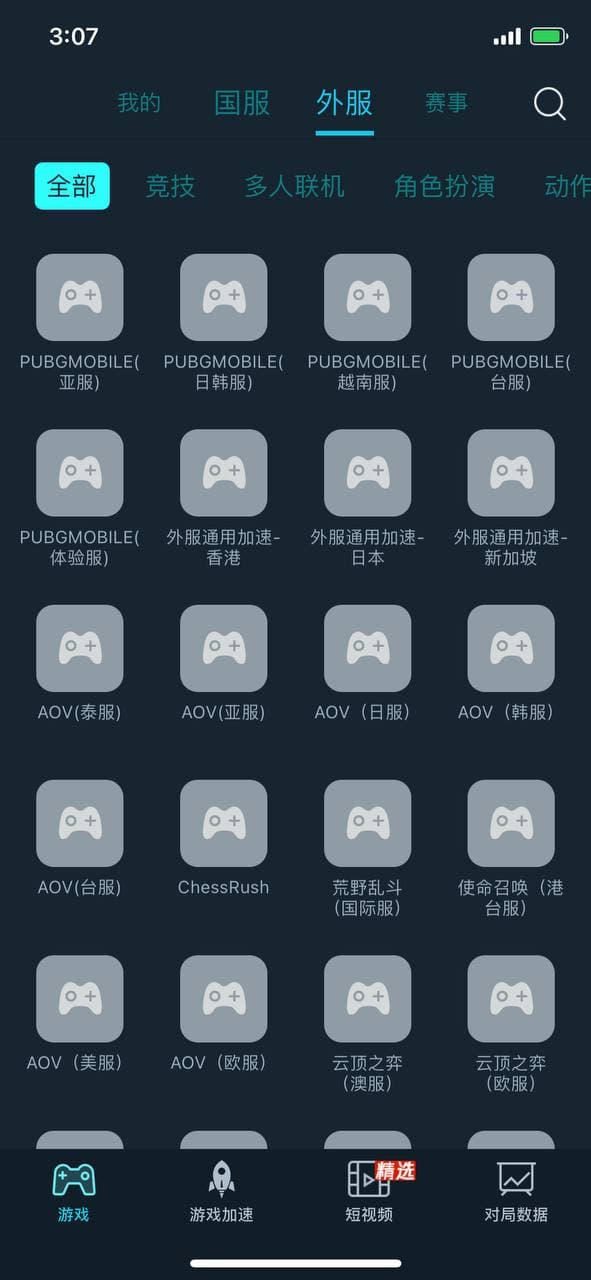 3:07
我的 国服 外服 赛事
全部 竞技 多人联机 角色扮演 动作
PUBGMOBILE( PUBGMOBILE( PUBGMOBILE( PUBGMOBILE(
亚服) 日韩服) 越南服) 台服)
PUBGMOBILE( 外服通用加速- 外服通用加速- 外服通用加速-
体验服) 香港 日本 新加坡
AOV(泰服) AOV(亚服) AOV（日服） AOV（韩服）
AOV(台服) ChessRush 荒野乱斗 使命召唤（港
（国际服） 台服）
AOV（美服） AOV（欧服） 云顶之弈 云顶之弈
（澳服） （欧服）
精选
游戏 游戏加速 短视频 对局数据